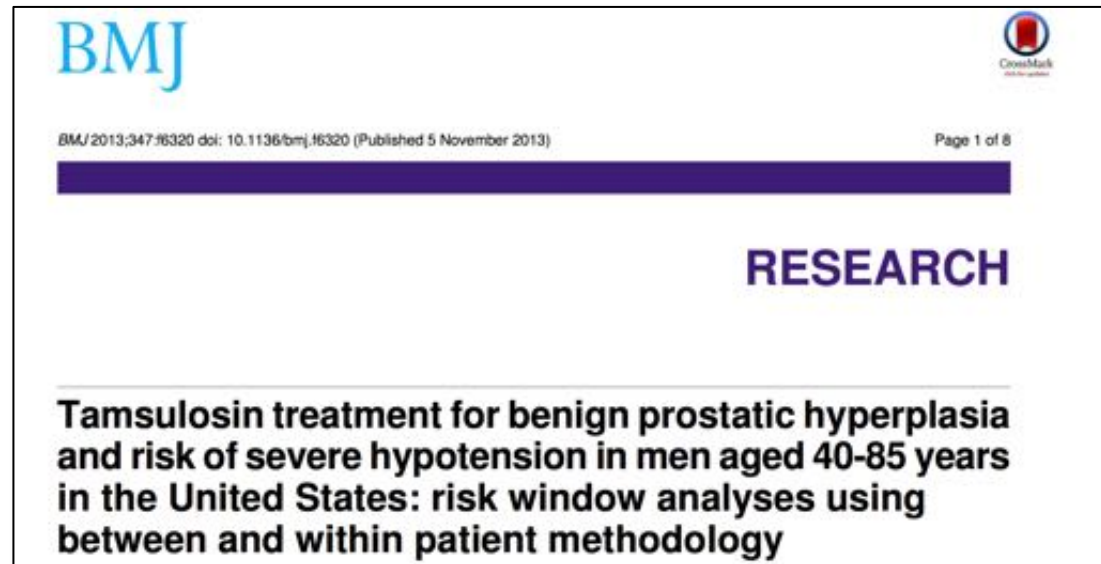 BMJ
CrossMark
BMJ 2013;347:f6320 doi: 10.1136/bmj.f6320 (Published 5 November 2013)
Page 1 of 8
RESEARCH
Tamsulosin treatment for benign prostatic hyperplasia
and risk of severe hypotension in men aged 40-85 years
in the United States: risk window analyses using
between and within patient methodology